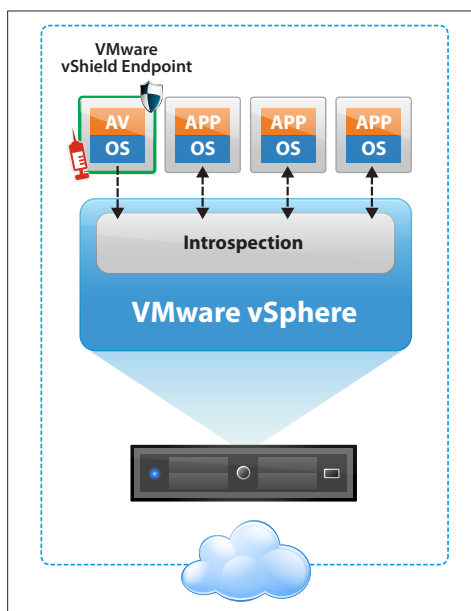 VMware
vShield Endpoint
AV
OS
APP
OS
APP
OS
APP
OS
Introspection
VMware vSphere